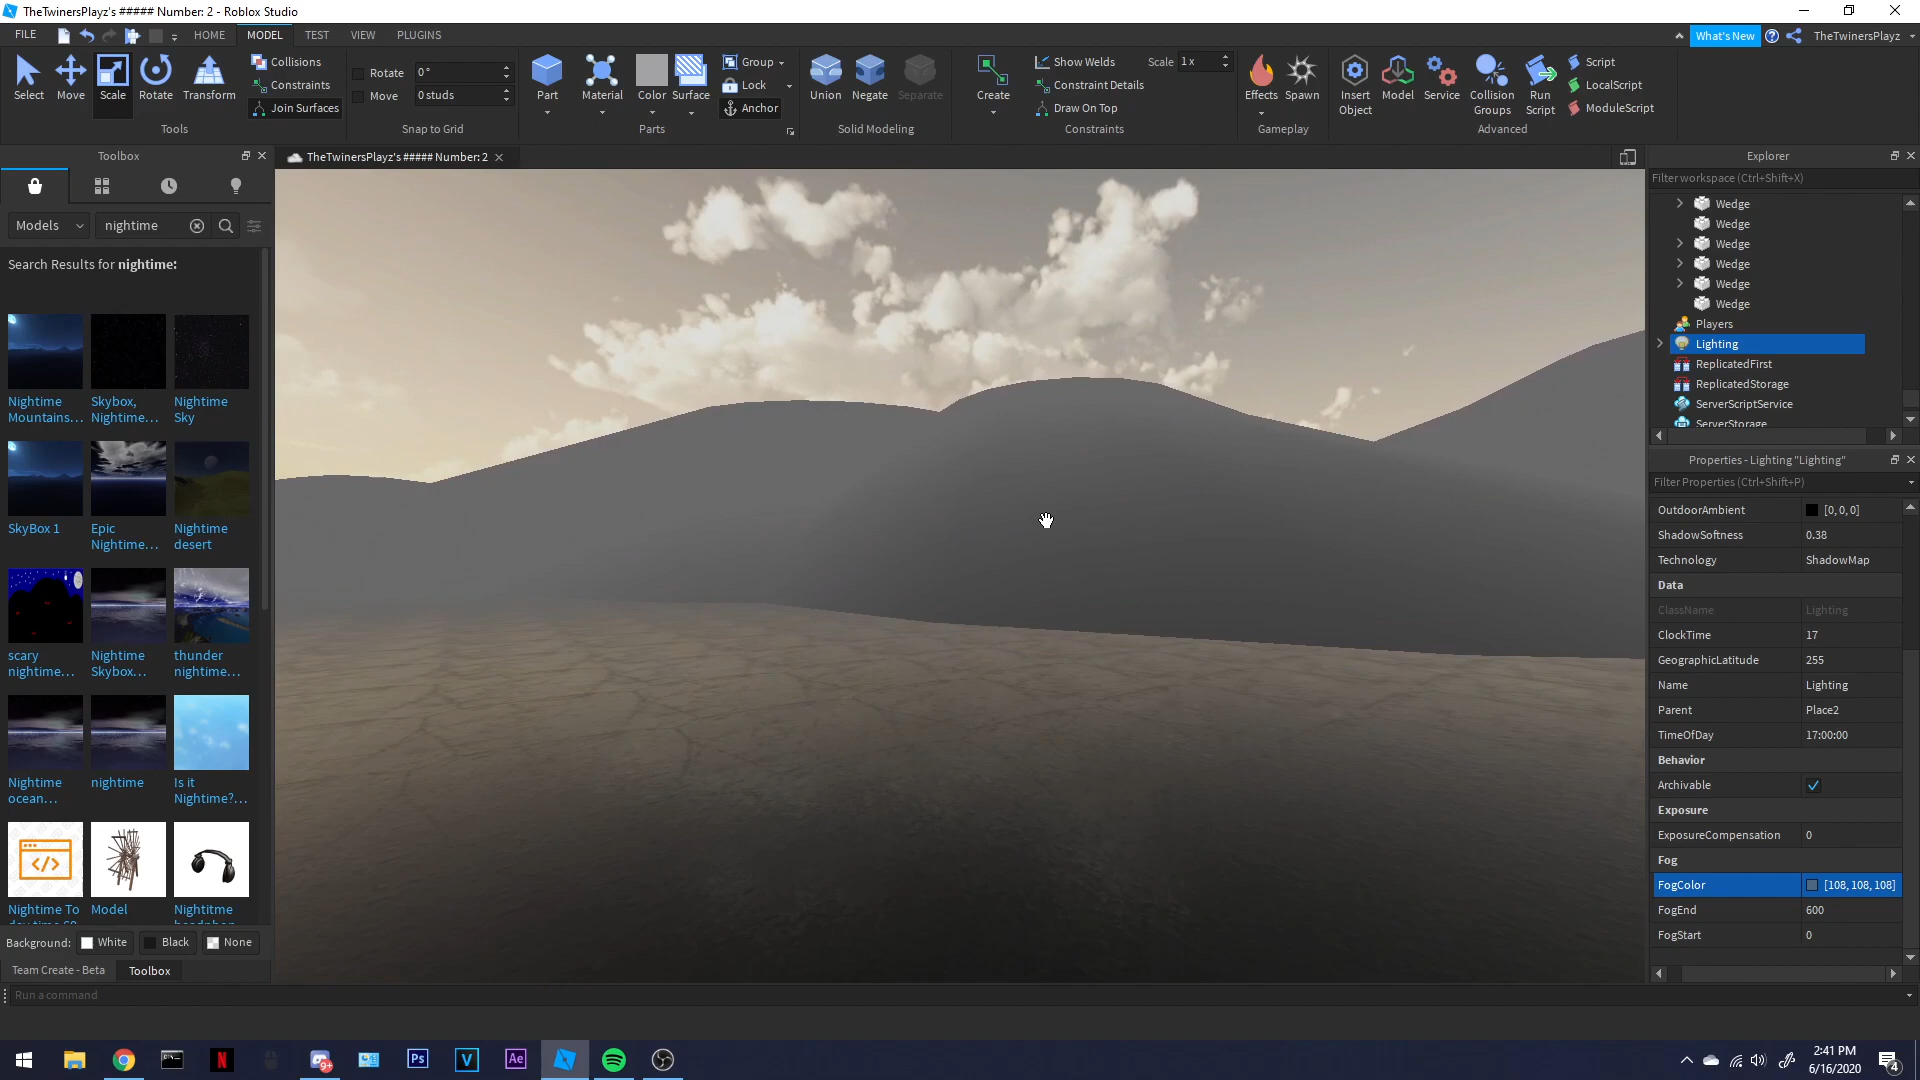 TheTwinersPlayz's ##### Number: 2 - Roblox Studio
FILE HOME MODEL TEST VIEW PLUGINS What's New TheTwinersPlayz
Select Move Scale Rotate Transform
Collisions
Constraints
Join Surfaces
Tools
Rotate 0°
Move 0 studs
Snap to Grid
Part Material Color Surface
Group
Lock
Anchor
Parts
Union Negate Separate
Solid Modeling
Create
Show Welds Scale 1 x
Constraint Details
Draw On Top
Constraints
Effects Spawn
Gameplay
Insert Object Model Service Collision Groups Run Script
Script
LocalScript
ModuleScript
Advanced
Toolbox
TheTwinersPlayz's ##### Number: 2
Models nightime
Search Results for nightime:
Nightime Skybox, Nightime
Mountains... Nightime... Sky
SkyBox 1 Epic Nightime
Nightime... desert
scary Nightime thunder
nightime... Skybox... nightime...
Nightime nightime Is it
ocean... Nightime?...
Nightime To Model Nightitme
Background: White Black None
Team Create - Beta Toolbox
Run a command
Explorer
Filter workspace (Ctrl+Shift+X)
Wedge
Wedge
Wedge
Wedge
Wedge
Wedge
Players
Lighting
ReplicatedFirst
ReplicatedStorage
ServerScriptService
ServerStorage
Properties - Lighting "Lighting"
Filter Properties (Ctrl+Shift+P)
OutdoorAmbient [0, 0, 0]
ShadowSoftness 0.38
Technology ShadowMap
Data
ClassName Lighting
ClockTime 17
GeographicLatitude 255
Name Lighting
Parent Place2
TimeOfDay 17:00:00
Behavior
Archivable
Exposure
ExposureCompensation 0
Fog
FogColor [108, 108, 108]
FogEnd 600
FogStart 0
9+ Ps V Ae
2:41 PM
6/16/2020
4